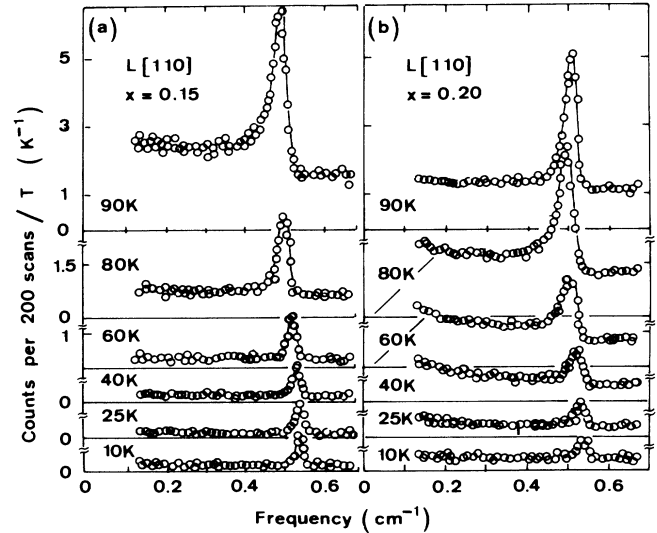 (a)
L [110]
x = 0.15
5
3
1
90K
0
80K
1.5
0
60K
1
40K
0
25K
0
10K
0
(b)
L [110]
x = 0.20
90K
80K
60K
40K
25K
10K
0 0.2 0.4 0.6 0 0.2 0.4 0.6
Frequency (cm⁻¹)
Counts per 200 scans / T (K⁻¹)